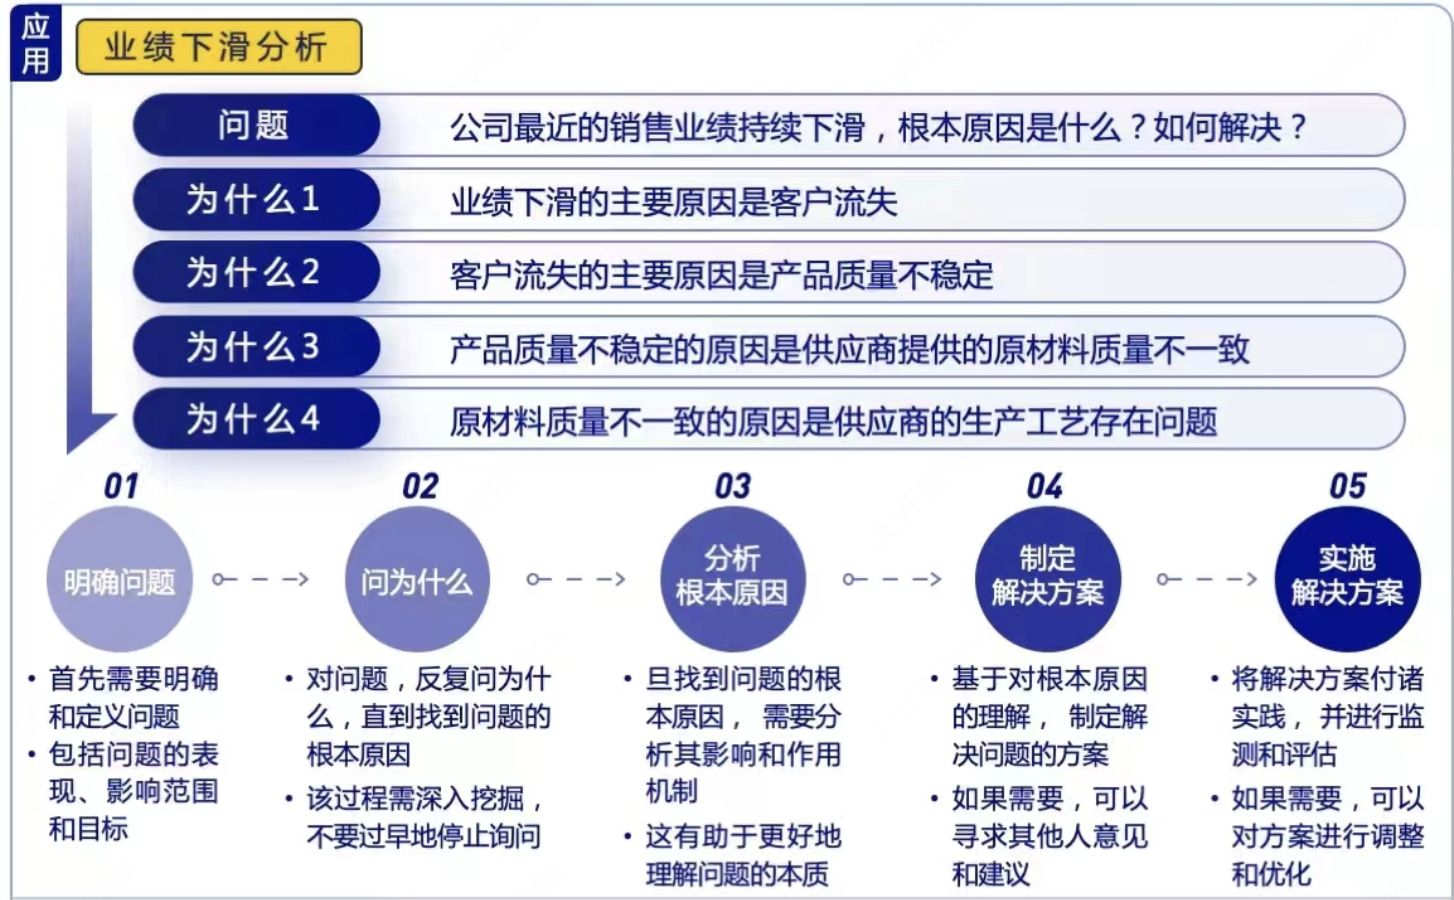 应用
业绩下滑分析
问题
公司最近的销售业绩持续下滑，根本原因是什么？如何解决？
为什么1
业绩下滑的主要原因是客户流失
为什么2
客户流失的主要原因是产品质量不稳定
为什么3
产品质量不稳定的原因是供应商提供的原材料质量不一致
为什么4
原材料质量不一致的原因是供应商的生产工艺存在问题
01
明确问题
• 首先需要明确
和定义问题
• 包括问题的表
现、影响范围
和目标
02
问为什么
• 对问题，反复问为什
么，直到找到问题的
根本原因
• 该过程需深入挖掘，
不要过早地停止询问
03
分析
根本原因
• 旦找到问题的根
本原因， 需要分
析其影响和作用
机制
• 这有助于更好地
理解问题的本质
04
制定
解决方案
• 基于对根本原因
的理解， 制定解
决问题的方案
• 如果需要，可以
寻求其他人意见
和建议
05
实施
解决方案
• 将解决方案付诸
实践， 并进行监
测和评估
• 如果需要，可以
对方案进行调整
和优化